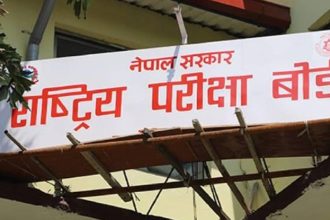 नेपाल सरकार
राष्ट्रिय परीक्षा बोर्ड